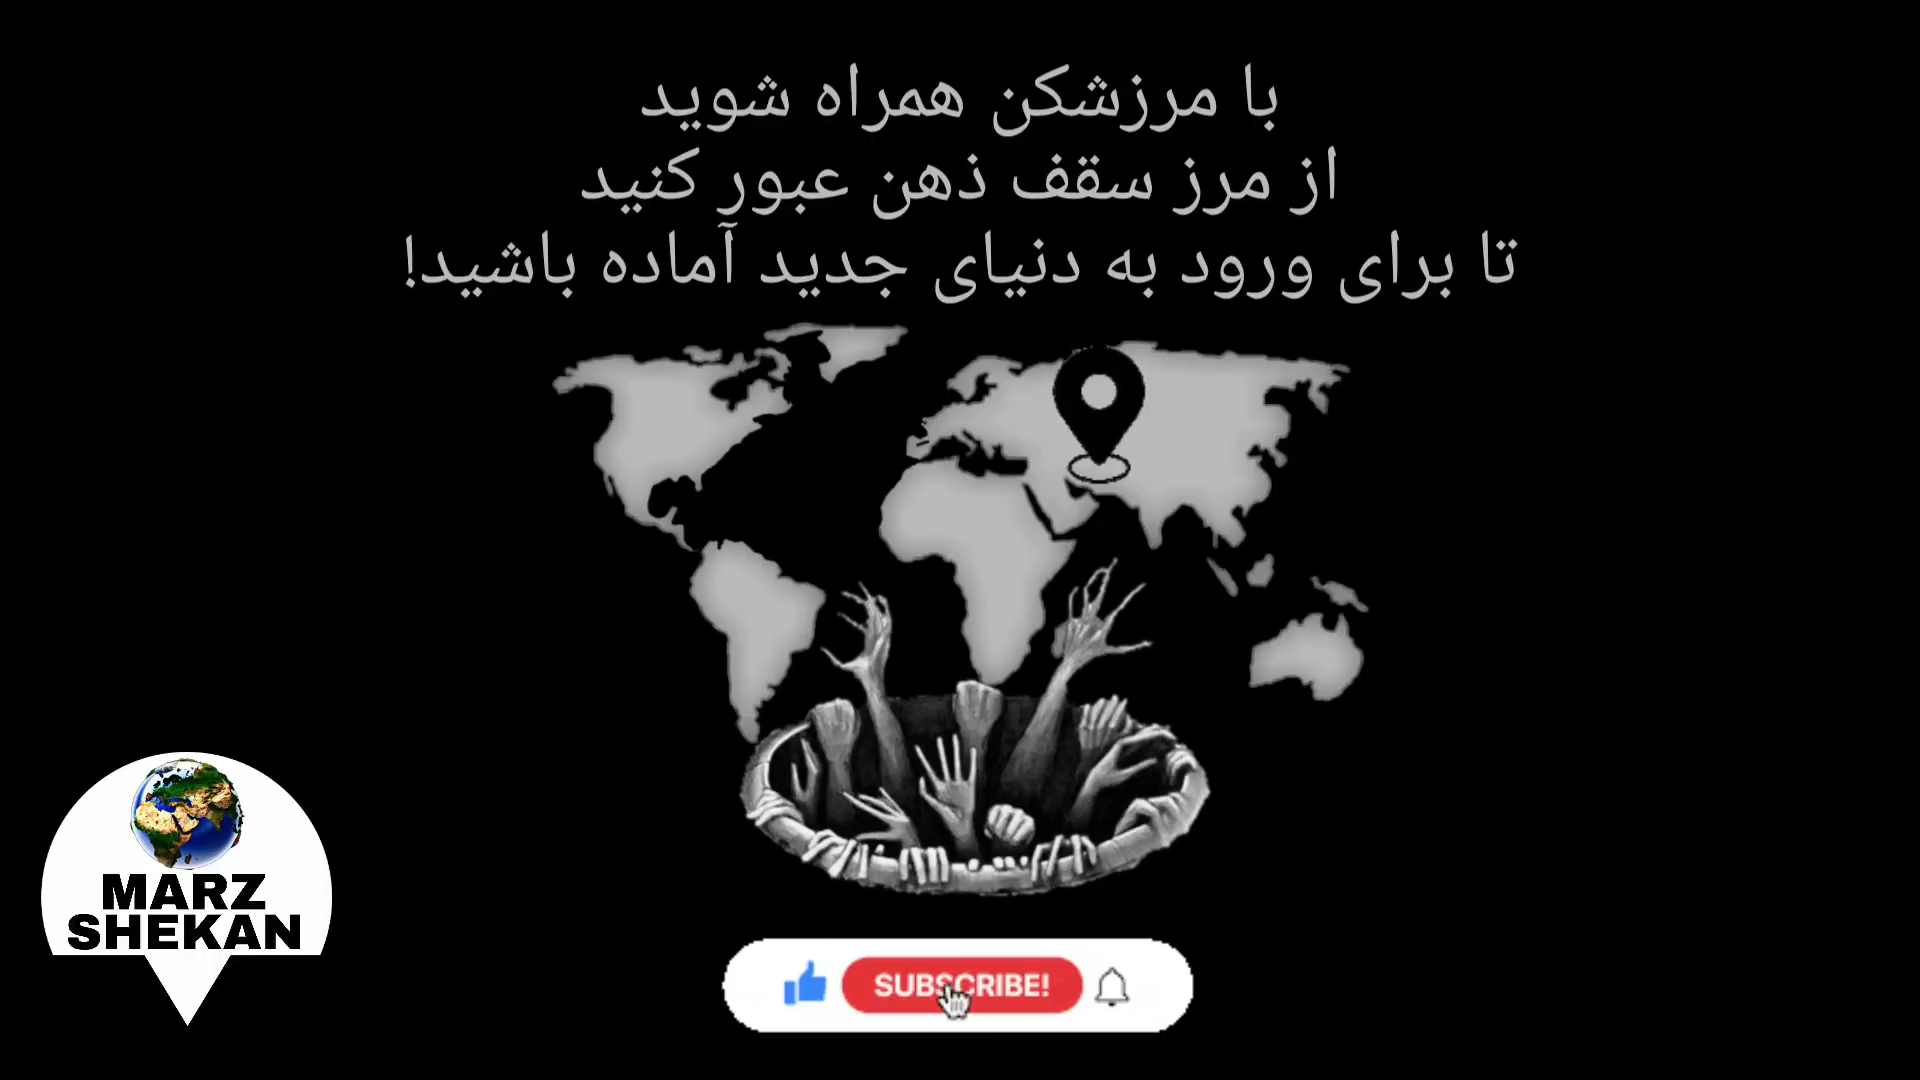 با مرزشکن همراه شوید
از مرز سقف ذهن عبور کنید
تا برای ورود به دنیای جدید آماده باشید!
MARZ
SHEKAN
SUBSCRIBE!